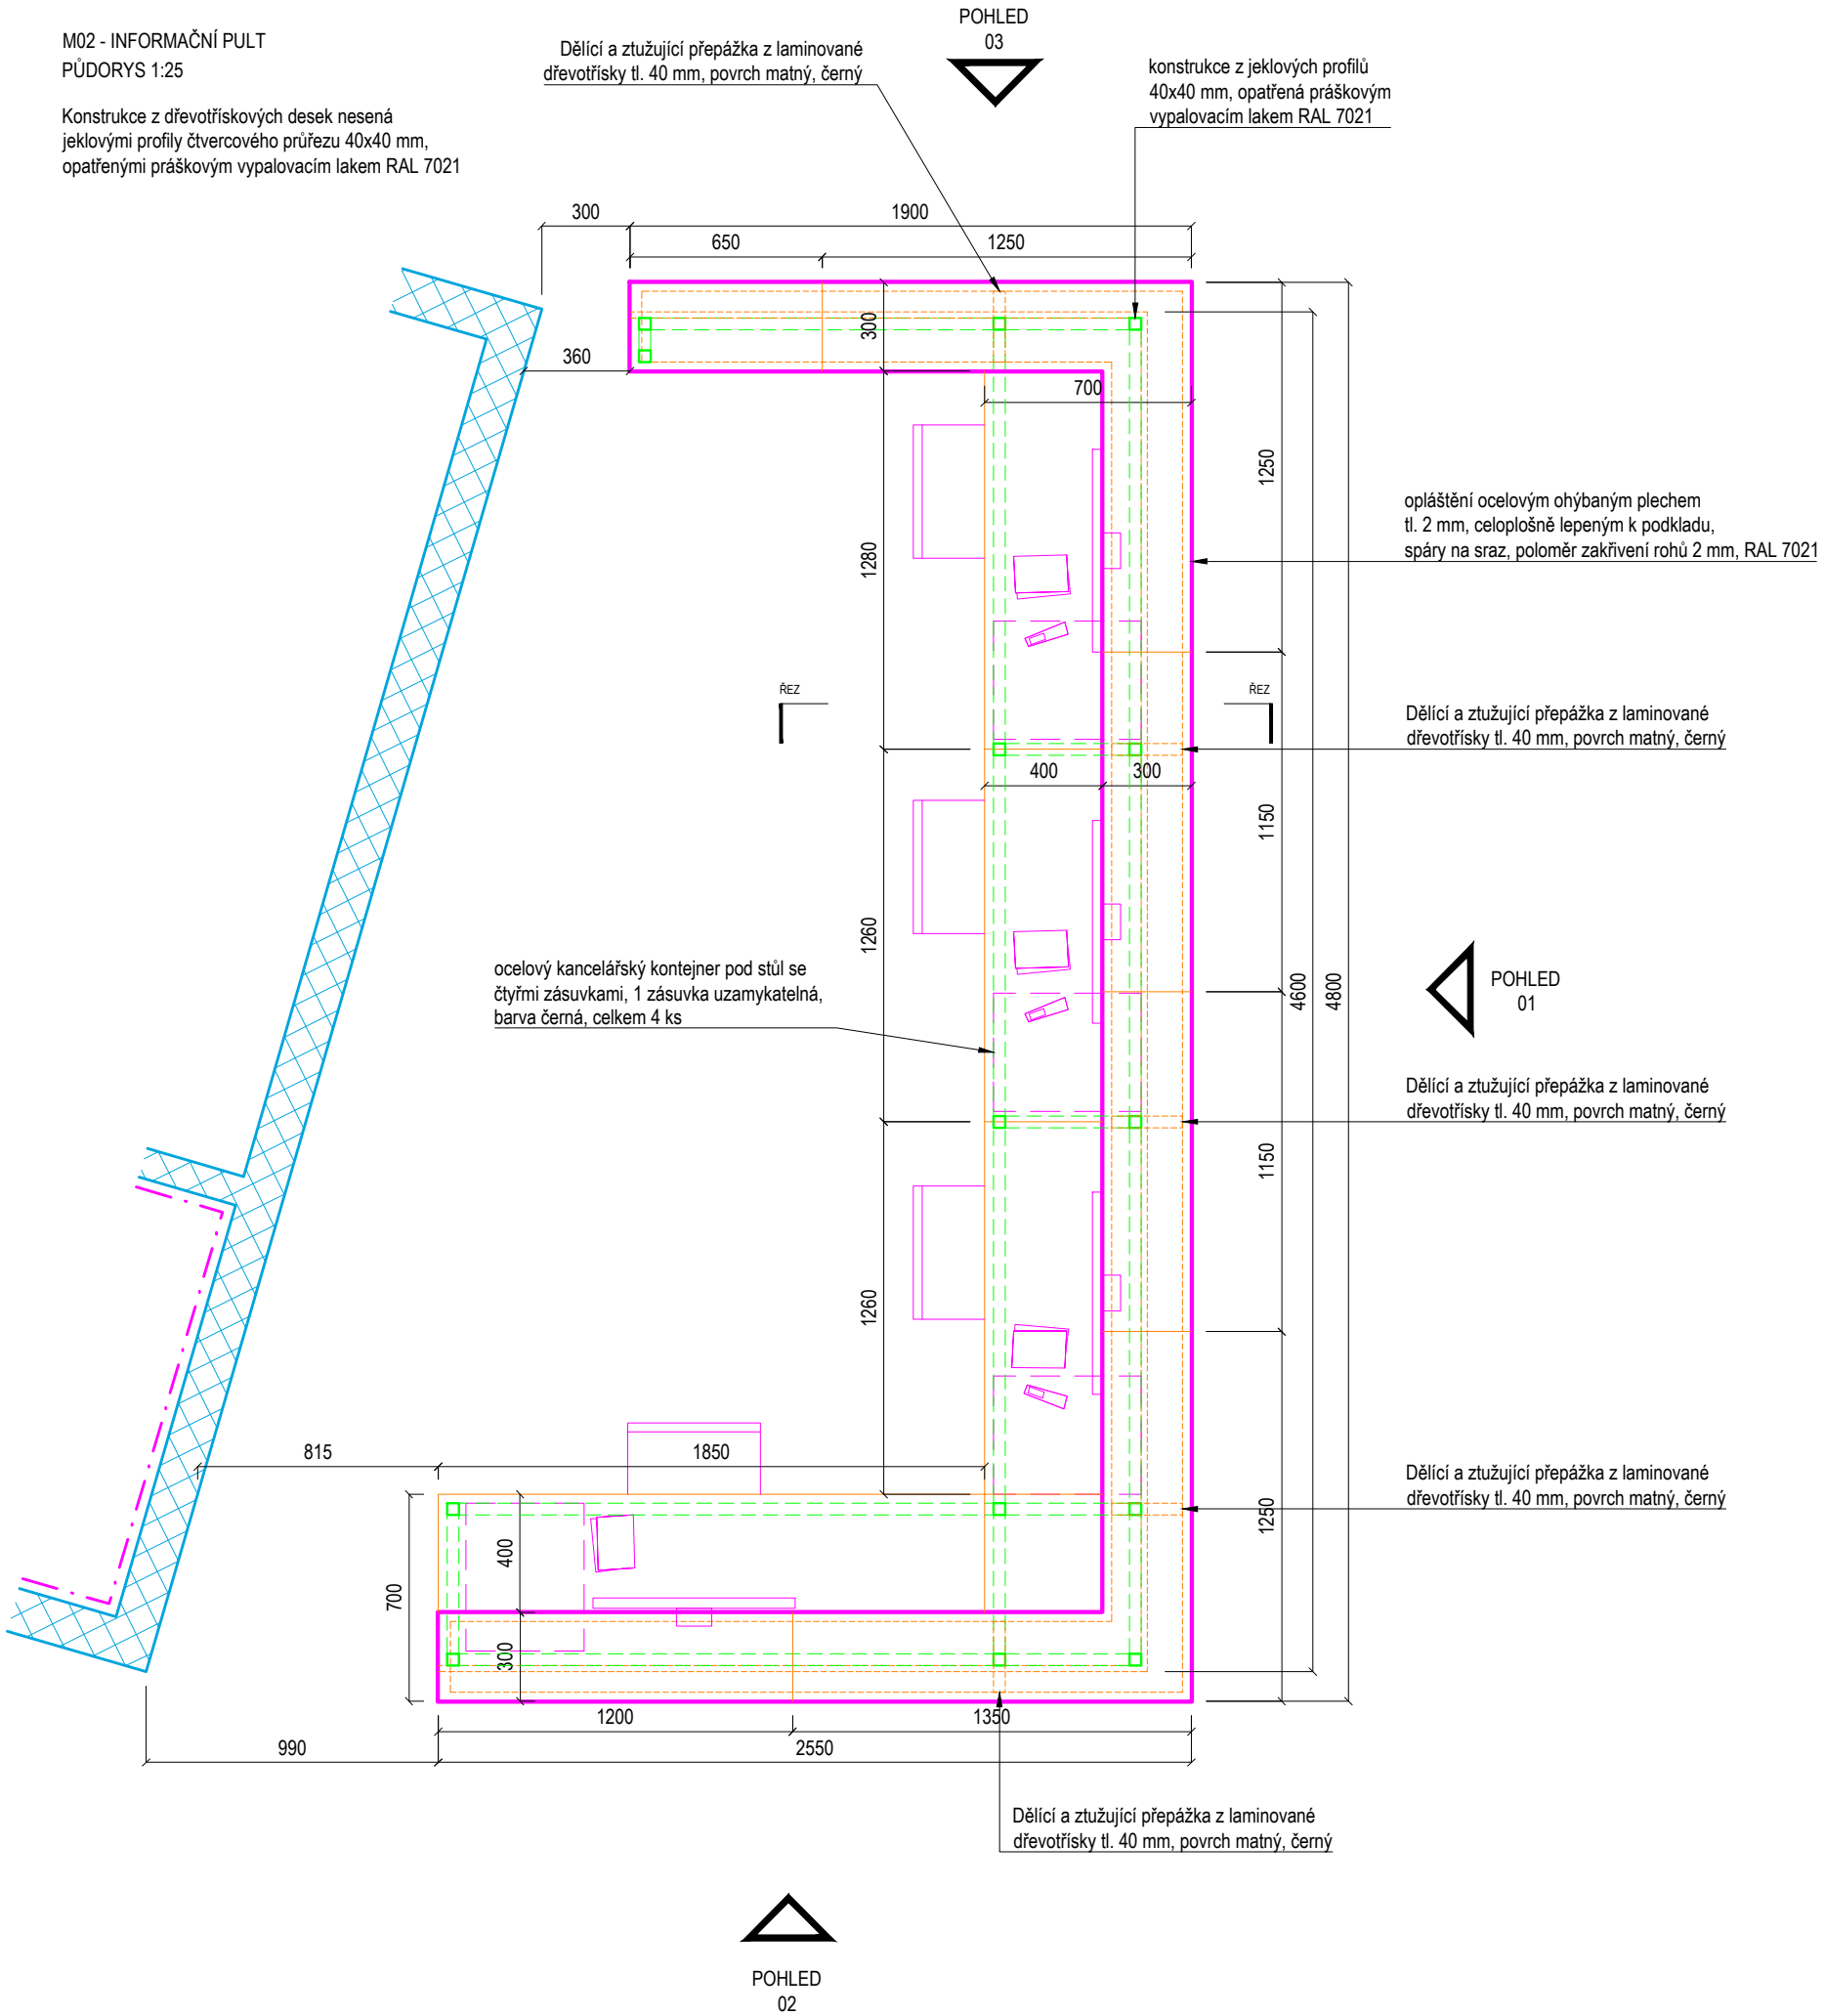 M02 - INFORMAČNÍ PULT
PŮDORYS 1:25
Konstrukce z dřevotřískových desek nesená
jeklovými profily čtvercového průřezu 40x40 mm,
opatřenými práškovým vypalovacím lakem RAL 7021
Dělící a ztužující přepážka z laminované
dřevotřísky tl. 40 mm, povrch matný, černý
POHLED
03
konstrukce z jeklových profilů
40x40 mm, opatřená práškovým
vypalovacím lakem RAL 7021
300
1900
650
1250
300
360
700
1250
1280
opláštění ocelovým ohýbaným plechem
tl. 2 mm, celoplošně lepeným k podkladu,
spáry na sraz, poloměr zakřivení rohů 2 mm, RAL 7021
ŘEZ
ŘEZ
Dělící a ztužující přepážka z laminované
dřevotřísky tl. 40 mm, povrch matný, černý
400
300
1150
1260
ocelový kancelářský kontejner pod stůl se
čtyřmi zásuvkami, 1 zásuvka uzamykatelná,
barva černá, celkem 4 ks
4600
4800
POHLED
01
Dělící a ztužující přepážka z laminované
dřevotřísky tl. 40 mm, povrch matný, černý
1150
1260
815
1850
Dělící a ztužující přepážka z laminované
dřevotřísky tl. 40 mm, povrch matný, černý
1250
400
700
300
1200
1350
990
2550
Dělící a ztužující přepážka z laminované
dřevotřísky tl. 40 mm, povrch matný, černý
POHLED
02